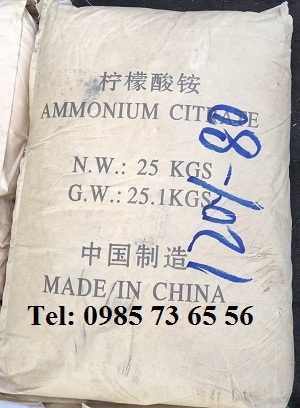 柠檬酸铵
AMMONIUM CITRATE
N.W.: 25 KGS
G.W.: 25.1KGS
中国制造
MADE IN CHINA
Tel: 0985 73 65 56